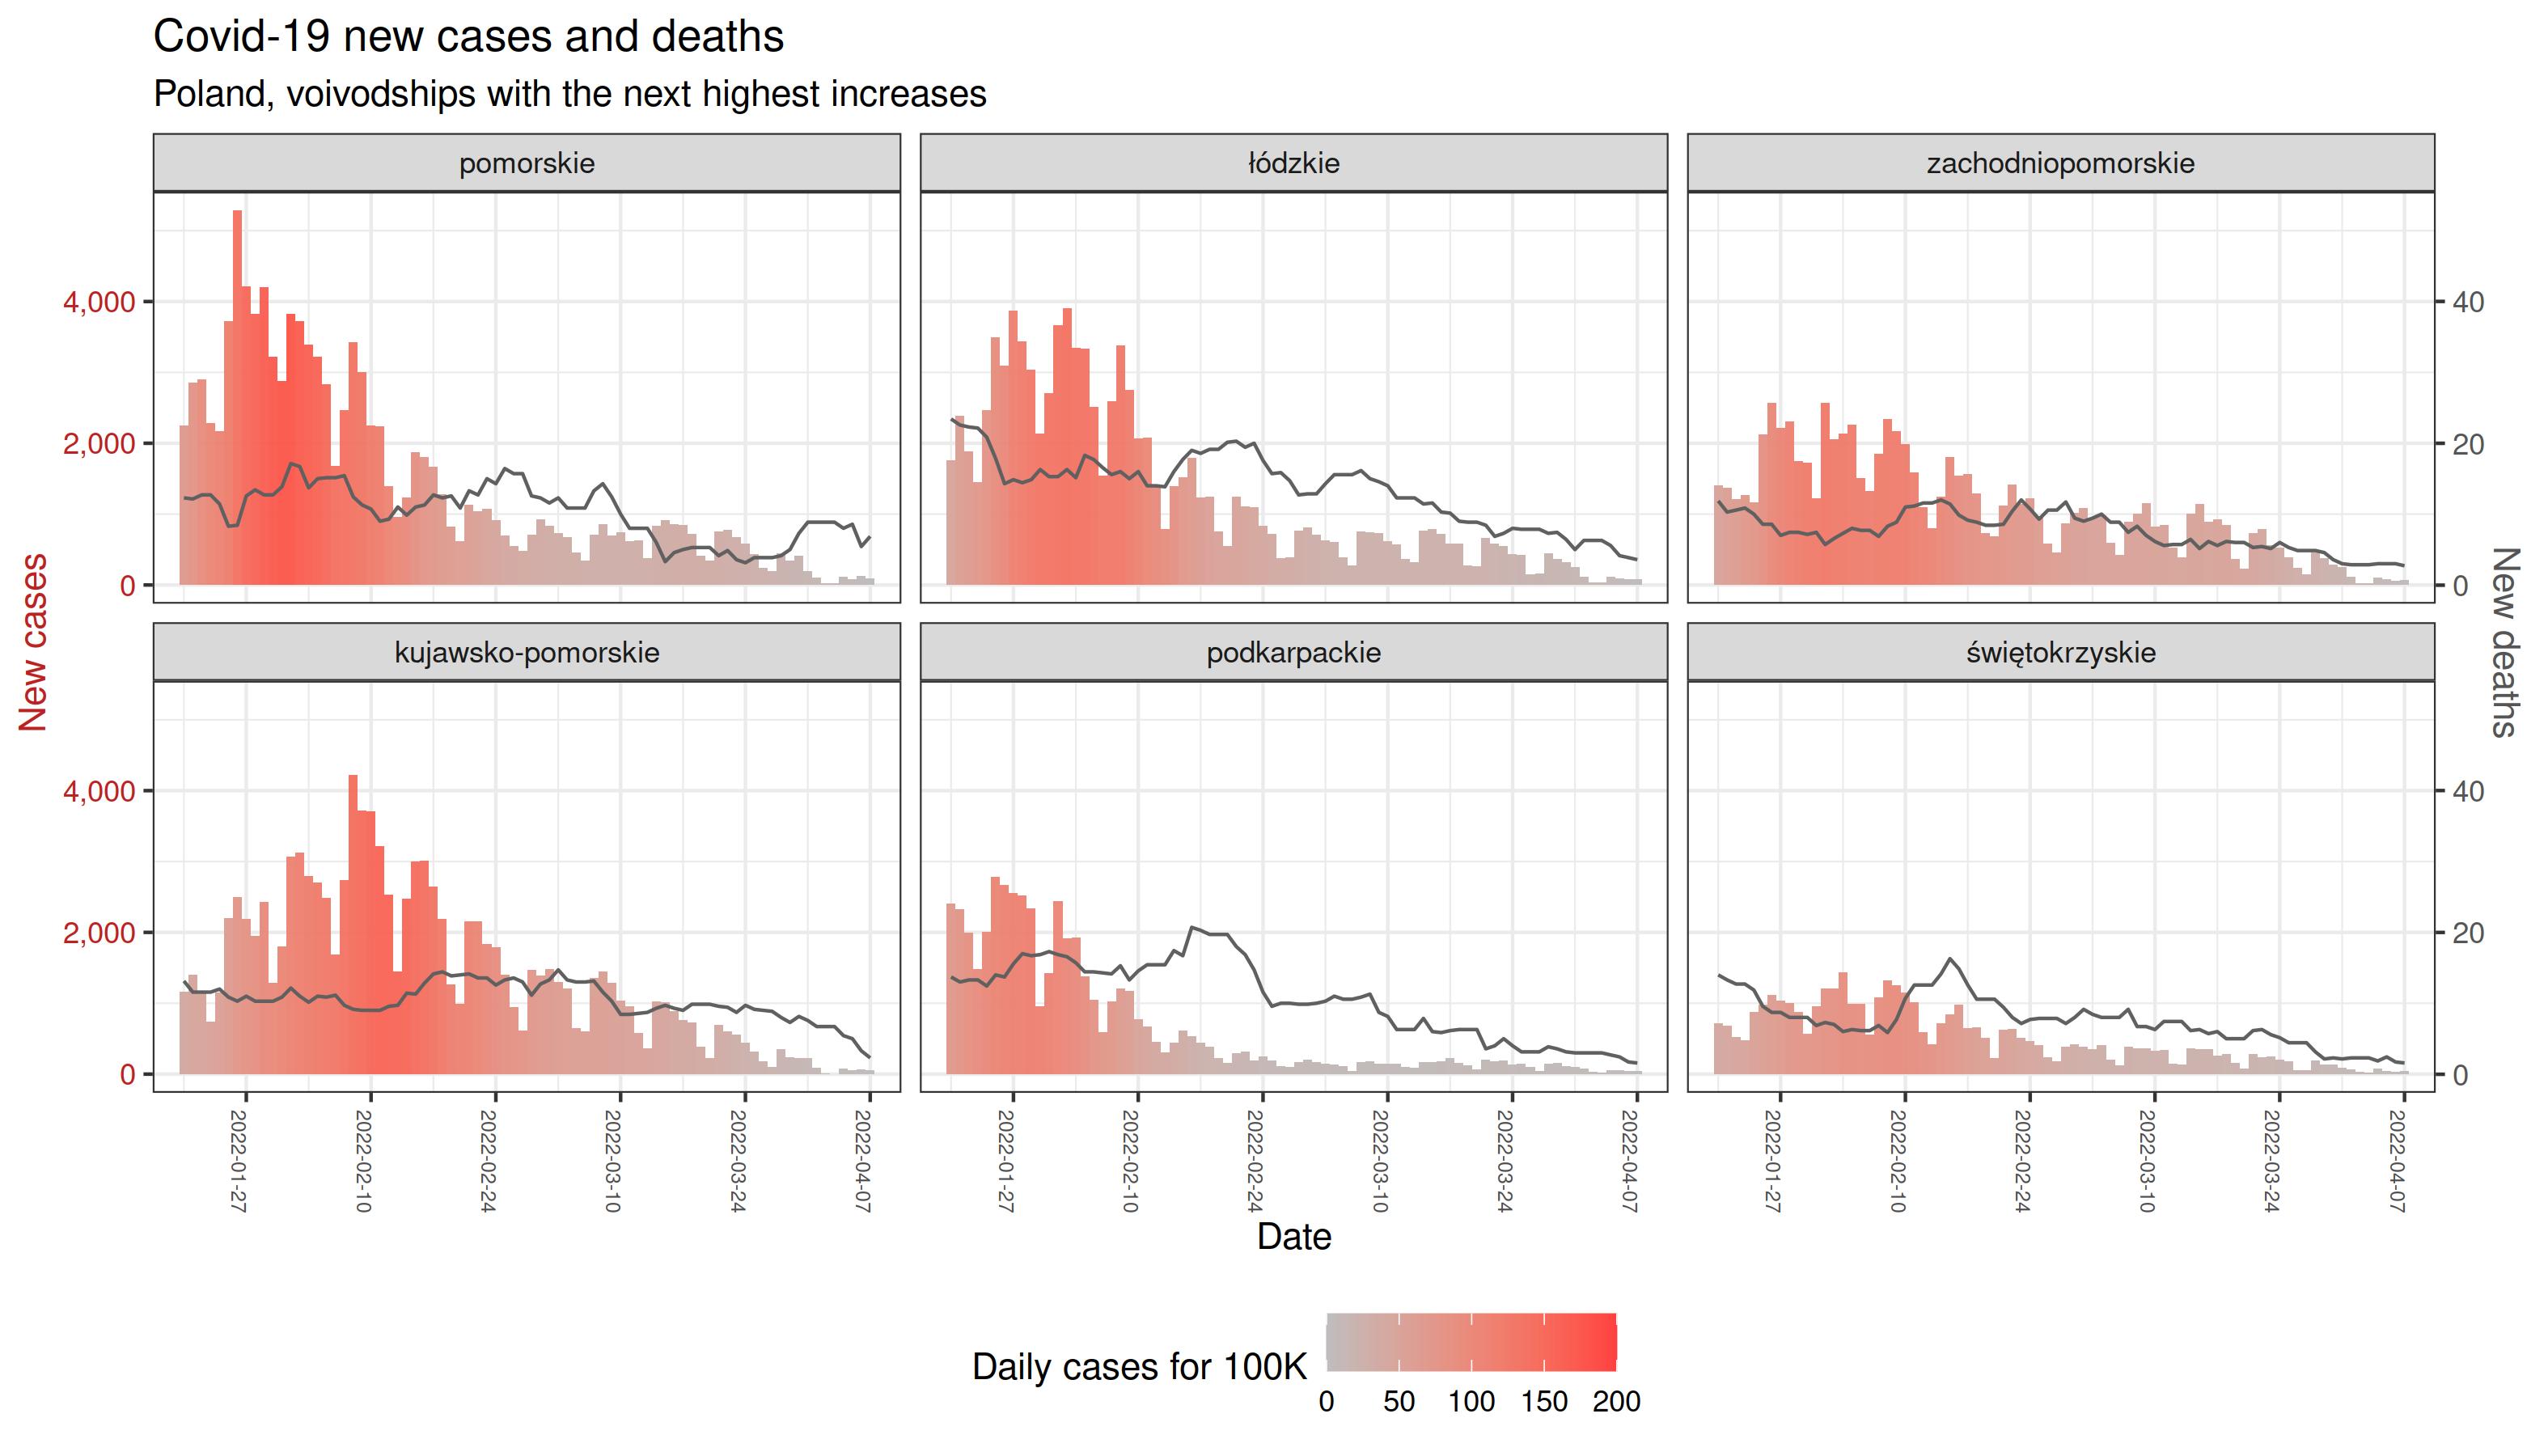 Covid-19 new cases and deaths
Poland, voivodships with the next highest increases
pomorskie
łódzkie
zachodniopomorskie
4,000
2,000
0
40
20
0
New cases
New deaths
kujawsko-pomorskie
podkarpackie
świętokrzyskie
4,000
2,000
0
40
20
0
2022-01-27
2022-02-10
2022-02-24
2022-03-10
2022-03-24
2022-04-07
2022-01-27
2022-02-10
2022-02-24
2022-03-10
2022-03-24
2022-04-07
2022-01-27
2022-02-10
2022-02-24
2022-03-10
2022-03-24
2022-04-07
Date
Daily cases for 100K
0 50 100 150 200